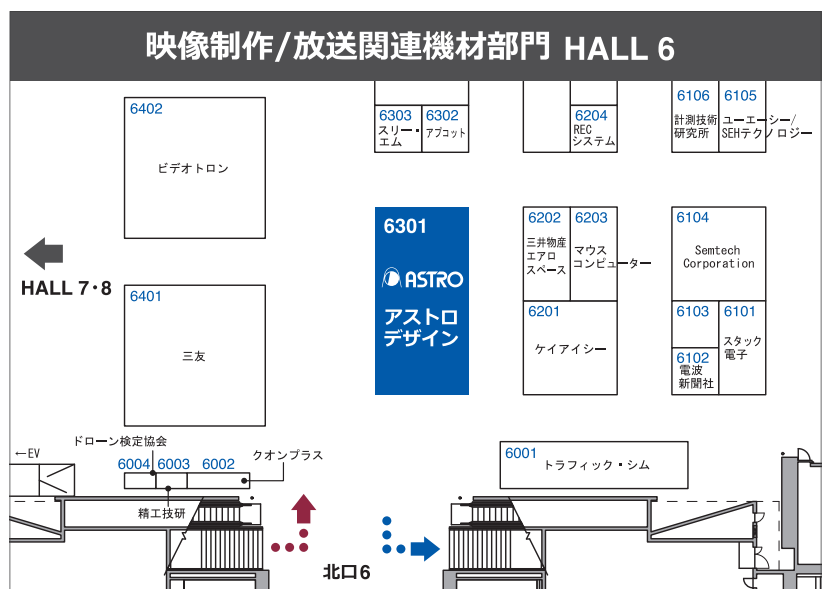 映像制作/放送関連機材部門 HALL 6
6402
ビデオトロン
6303
スリー・
エム
6302
アプコット
6204
REC
システム
6106
計測技術
研究所
6105
ユーエーシー/
SEHテクノロジー
HALL 7・8
6301
ASTRO
アストロ
デザイン
6202
三井物産
エアロ
スペース
6203
マウス
コンピューター
6104
Semtech
Corporation
6401
三友
6201
ケイアイシー
6103
6101
スタック
電子
6102
電波
新聞社
ドローン検定協会
←EV
6004
6003
6002
クオンプラス
精工技研
6001
トラフィック・シム
北口6